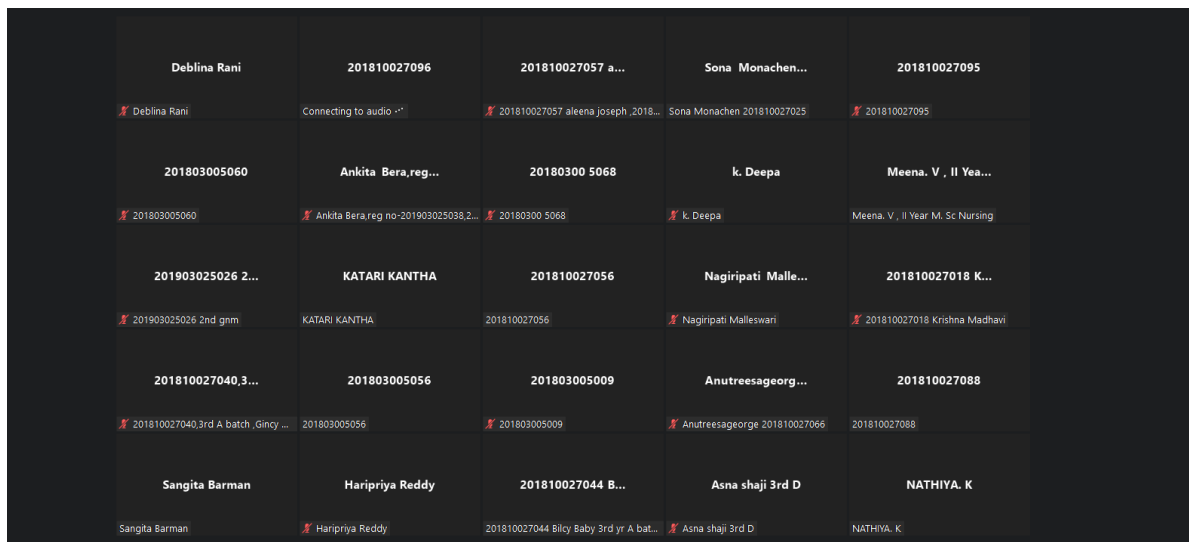 Deblina Rani
201810027096
201810027057 a...
Sona Monachen...
201810027095
Deblina Rani
Connecting to audio
201810027057 aleena joseph ,2018...
Sona Monachen 201810027025
201810027095
201803005060
Ankita Bera,reg...
20180300 5068
k. Deepa
Meena. V , II Yea...
201803005060
Ankita Bera,reg no-201903025038,2...
20180300 5068
k. Deepa
Meena. V , II Year M. Sc Nursing
201903025026 2...
KATARI KANTHA
201810027056
Nagiripati Malle...
201810027018 K...
201903025026 2nd gnm
KATARI KANTHA
201810027056
Nagiripati Malleswari
201810027018 Krishna Madhavi
201810027040,3...
201803005056
201803005009
Anutreesageorg...
201810027088
201810027040,3rd A batch ,Gincy ...
201803005056
201803005009
Anutreesageorge 201810027066
201810027088
Sangita Barman
Haripriya Reddy
201810027044 B...
Asna shaji 3rd D
NATHIYA. K
Sangita Barman
Haripriya Reddy
201810027044 Bilcy Baby 3rd yr A bat...
Asna shaji 3rd D
NATHIYA. K